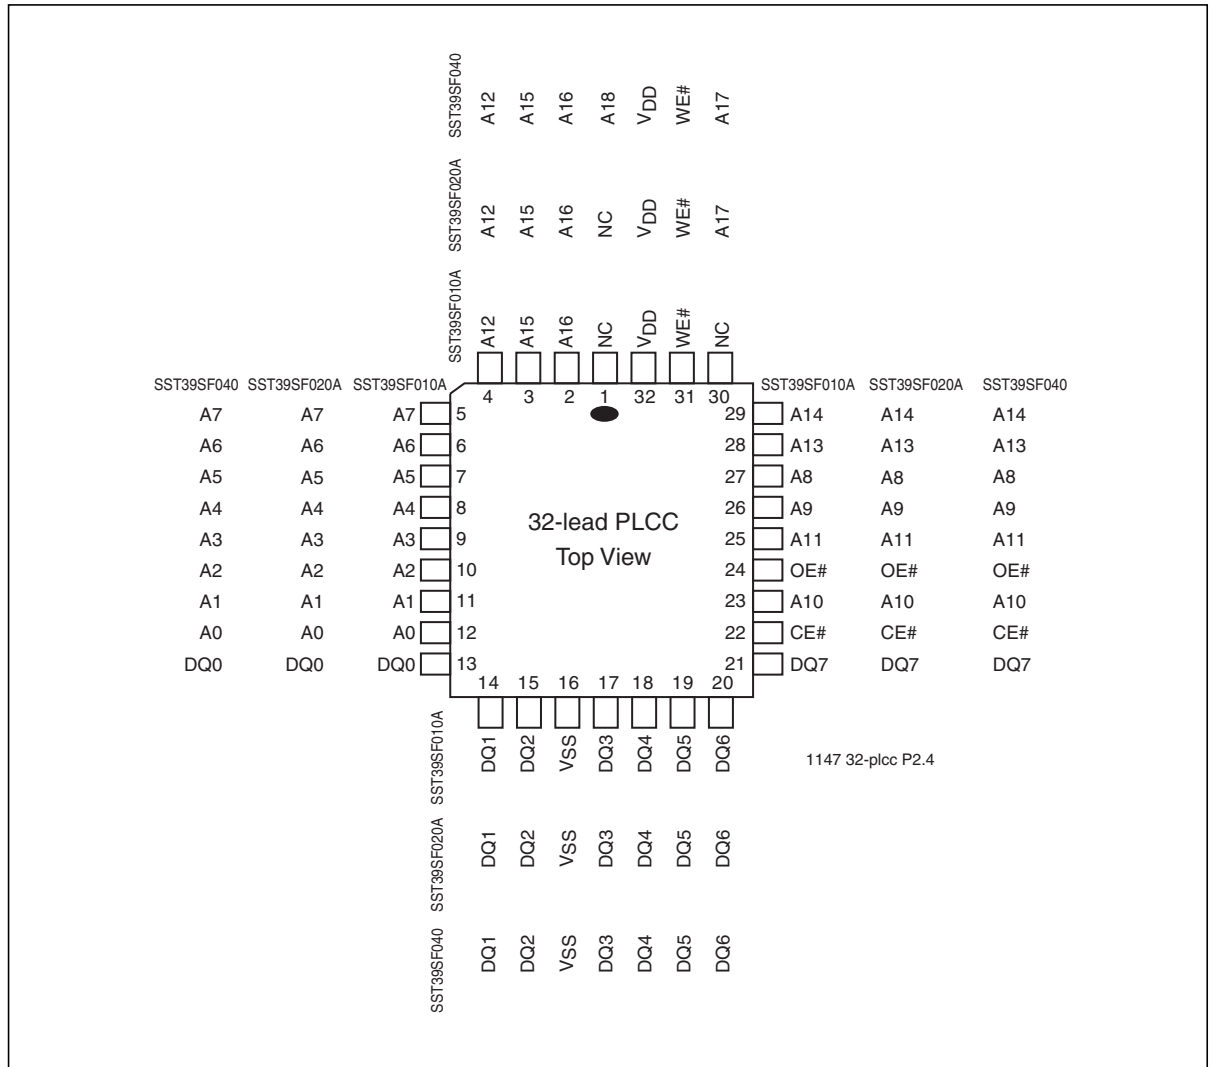 SST39SF040 A12 A15 A16 A18 VDD WE# A17
SST39SF020A A12 A15 A16 NC VDD WE# A17
SST39SF010A A12 A15 A16 NC VDD WE# NC
4 3 2 1 32 31 30
SST39SF040 SST39SF020A SST39SF010A SST39SF010A SST39SF020A SST39SF040
A7 A7 A7 5 29 A14 A14 A14
A6 A6 A6 6 28 A13 A13 A13
A5 A5 A5 7 27 A8 A8 A8
A4 A4 A4 8 26 A9 A9 A9
A3 A3 A3 9 25 A11 A11 A11
A2 A2 A2 10 24 OE# OE# OE#
A1 A1 A1 11 23 A10 A10 A10
A0 A0 A0 12 22 CE# CE# CE#
DQ0 DQ0 DQ0 13 21 DQ7 DQ7 DQ7
32-lead PLCC
Top View
14 15 16 17 18 19 20
SST39SF010A DQ1 DQ2 VSS DQ3 DQ4 DQ5 DQ6
SST39SF020A DQ1 DQ2 VSS DQ3 DQ4 DQ5 DQ6
SST39SF040 DQ1 DQ2 VSS DQ3 DQ4 DQ5 DQ6
1147 32-plcc P2.4